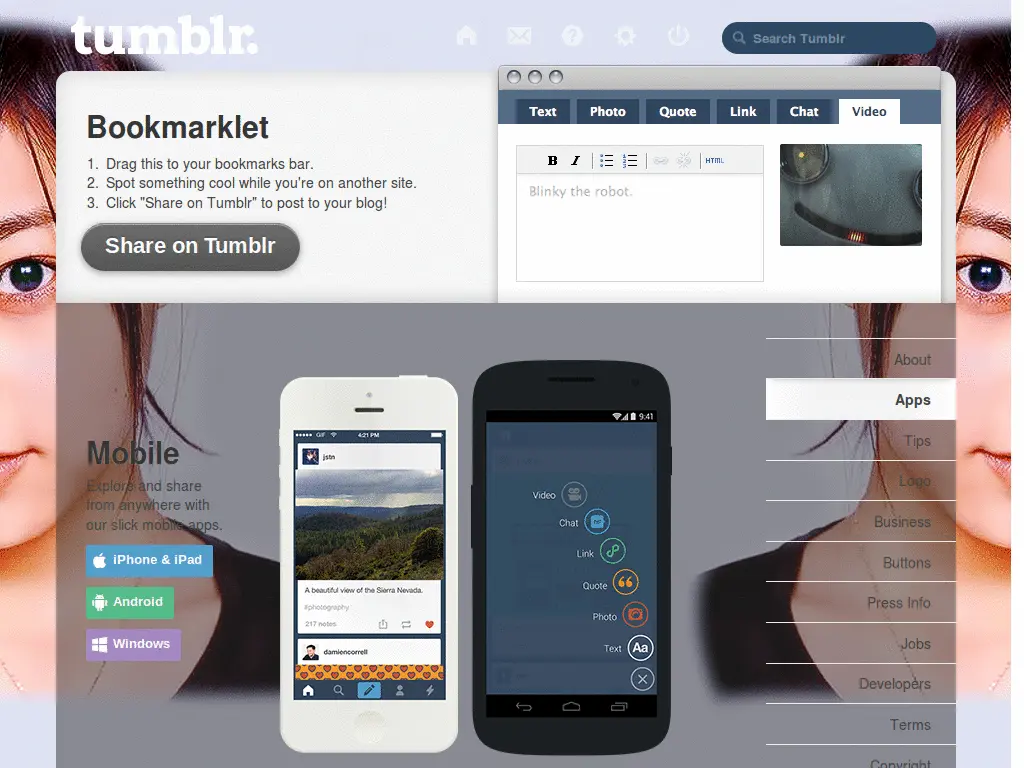 tumblr.
Search Tumblr
Bookmarklet
1. Drag this to your bookmarks bar.
2. Spot something cool while you're on another site.
3. Click "Share on Tumblr" to post to your blog!
Share on Tumblr
Text Photo Quote Link Chat Video
B I HTML
Blinky the robot.
Mobile
Explore and share
from anywhere with
our slick mobile apps.
iPhone & iPad
Android
Windows
GIF 4:21 PM
jstn
A beautiful view of the Sierra Nevada.
#photography
217 notes
damiencorrell
9:41
Video
Chat
Link
Quote
Photo
Text Aa
About
Apps
Tips
Logo
Business
Buttons
Press Info
Jobs
Developers
Terms
Copyright